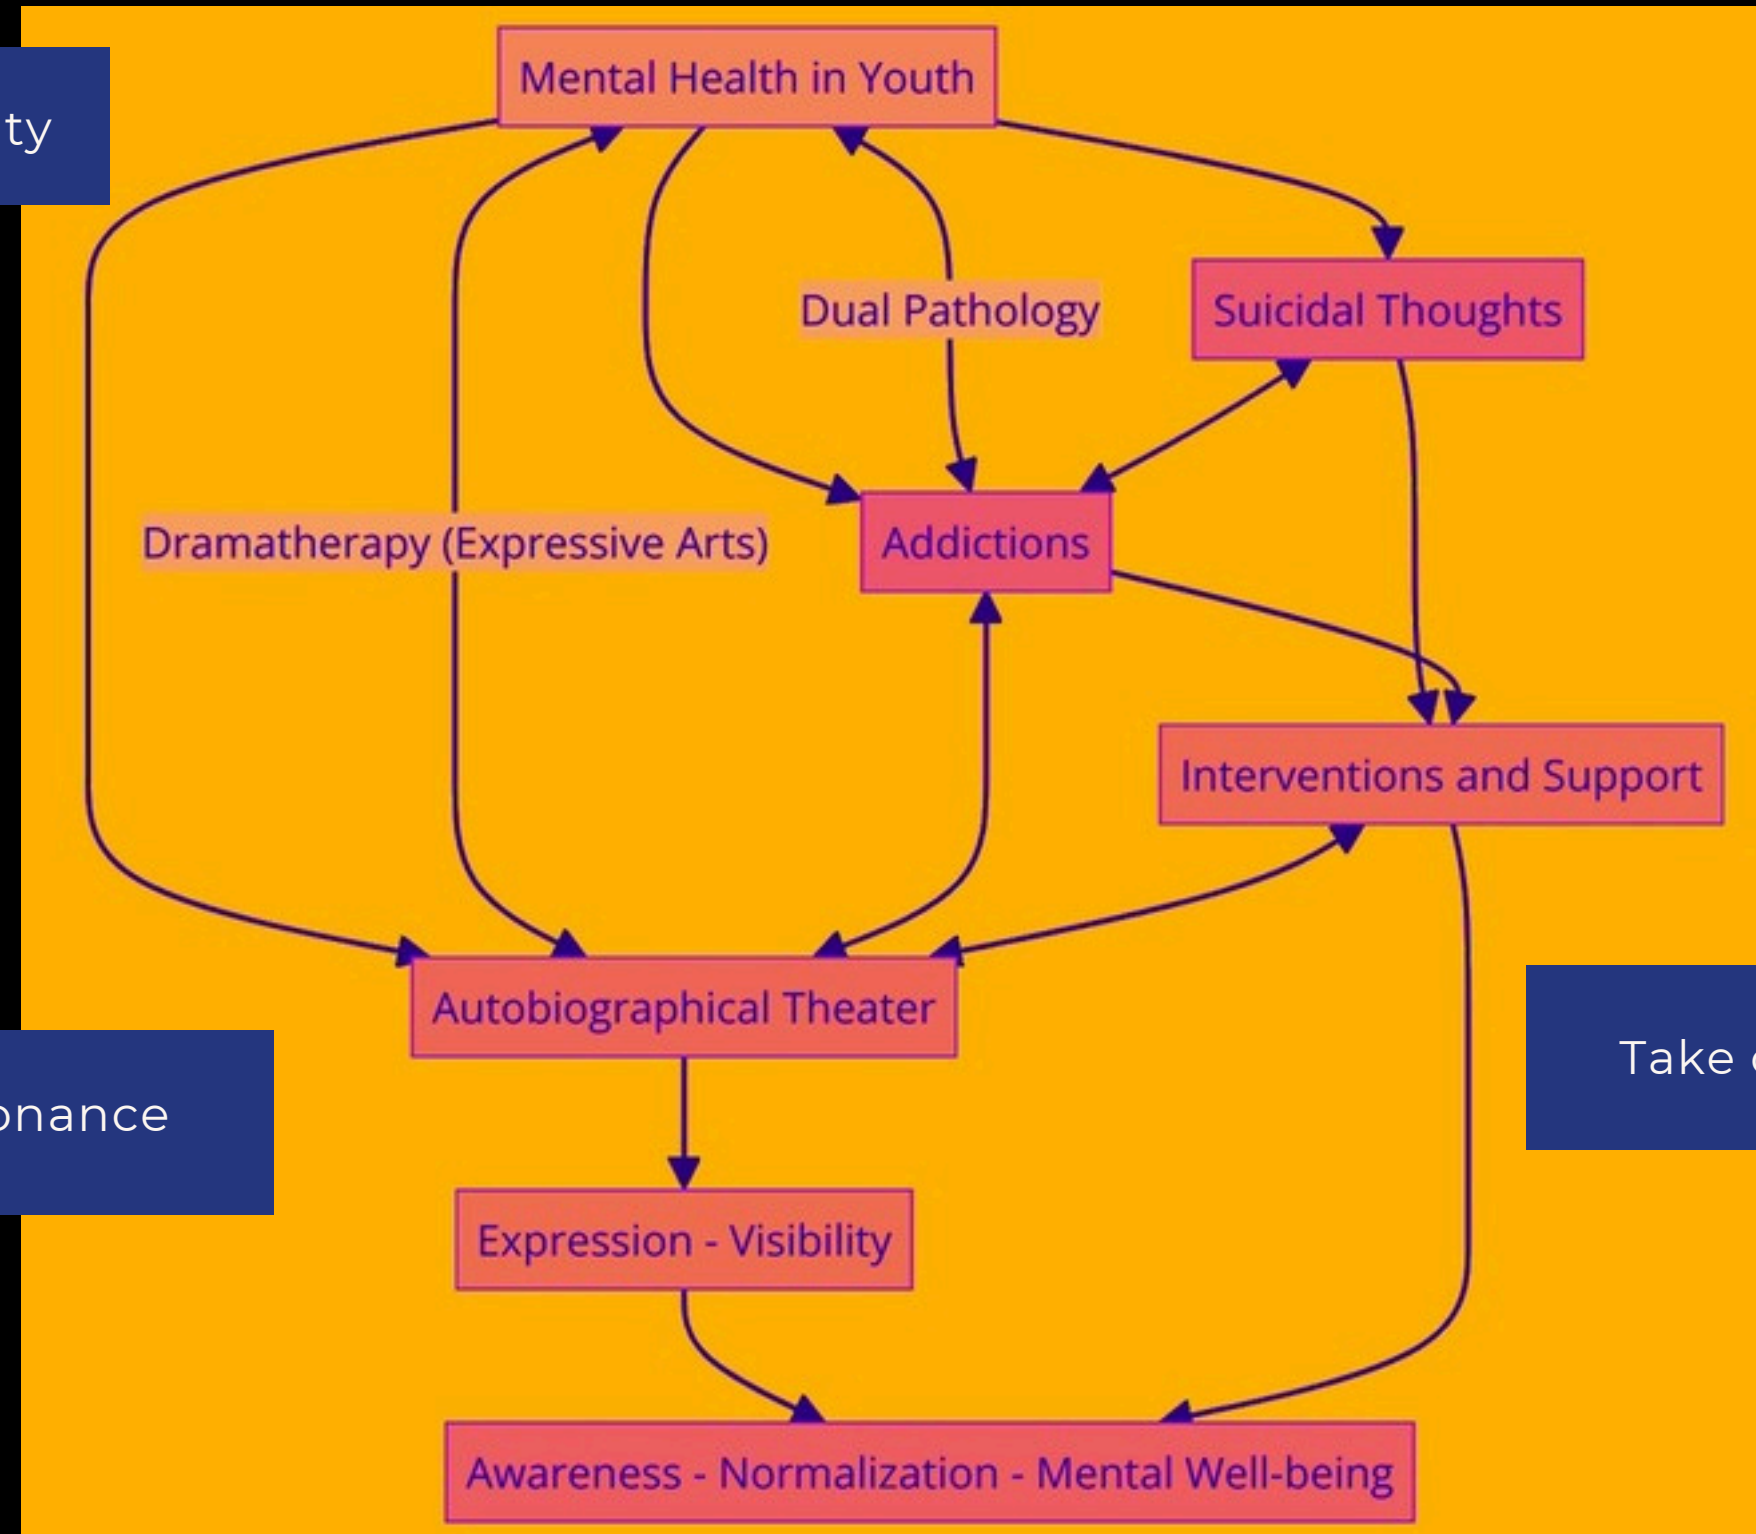 Mental Health in Youth
ty
Dual Pathology
Suicidal Thoughts
Dramatherapy (Expressive Arts)
Addictions
Interventions and Support
Autobiographical Theater
Take
onance
Expression - Visibility
Awareness - Normalization - Mental Well-being